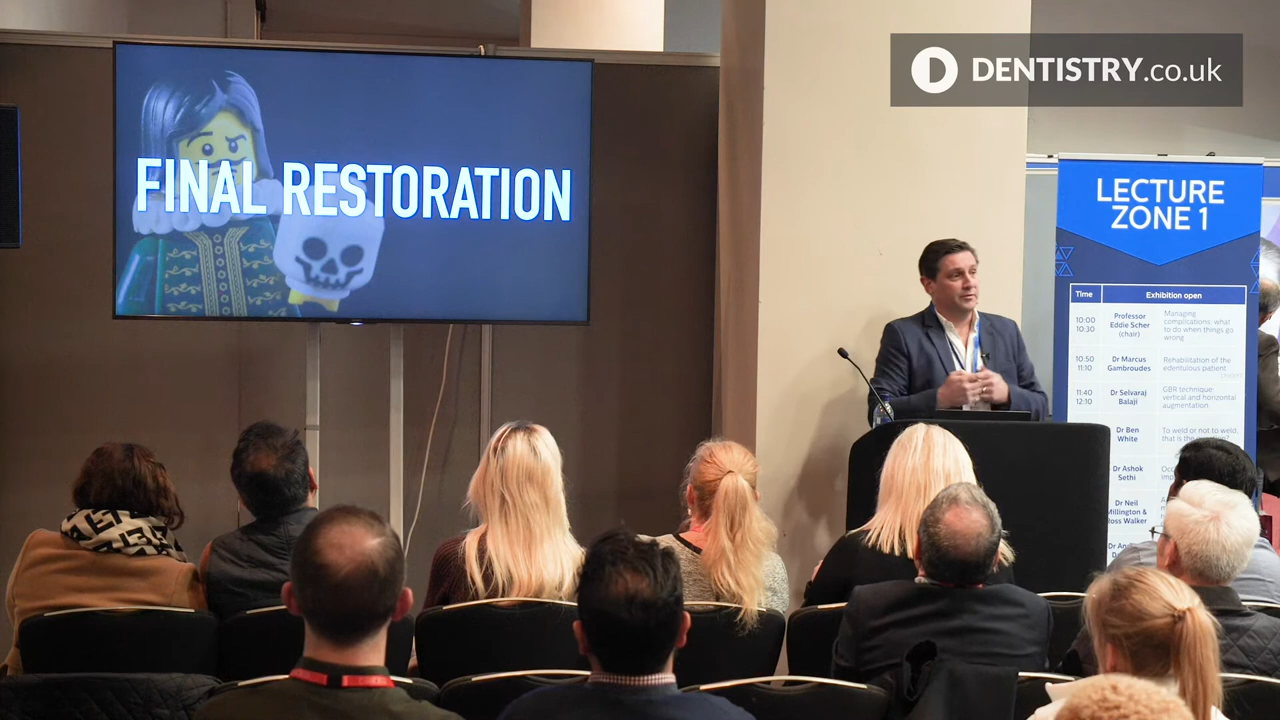 DENTISTRY.co.uk
FINAL RESTORATION
LECTURE
ZONE 1
Time
Exhibition open
10:00
10:30
Professor
Eddie Scher
(chair)
Managing
complications: what
to do when things go
wrong
10:50
11:10
Dr Marcus
Gambroudes
Rehabilitation of the
edentulous patient
11:40
12:10
Dr Selvaraj
Balaji
GBR technique:
vertical and horizontal
augmentation
Dr Ben
White
To weld or not to weld,
that is the
Dr Ashok
Sethi
Dr Neil
Millington &
Ross Walker